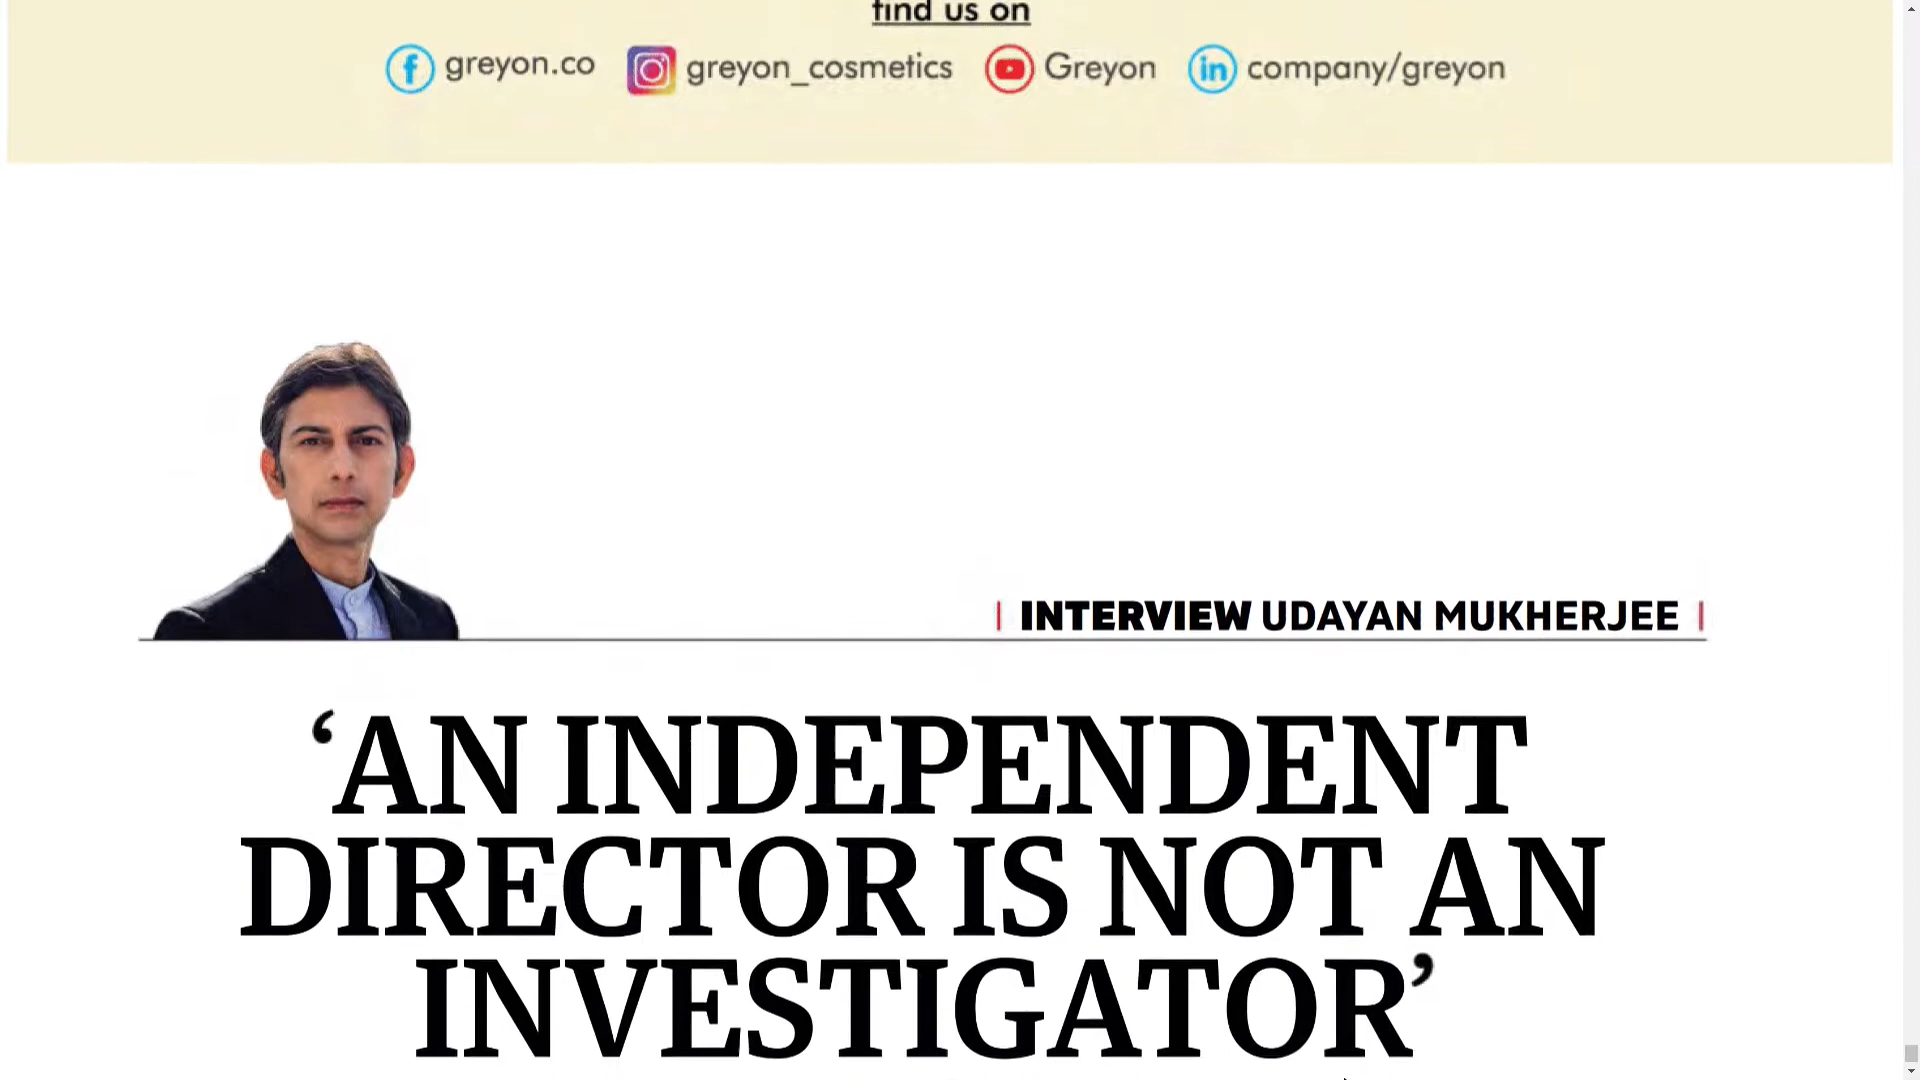 find us on
greyon.co greyon_cosmetics Greyon company/greyon
INTERVIEW UDAYAN MUKHERJEE
‘AN INDEPENDENT
DIRECTOR IS NOT AN
INVESTIGATOR’